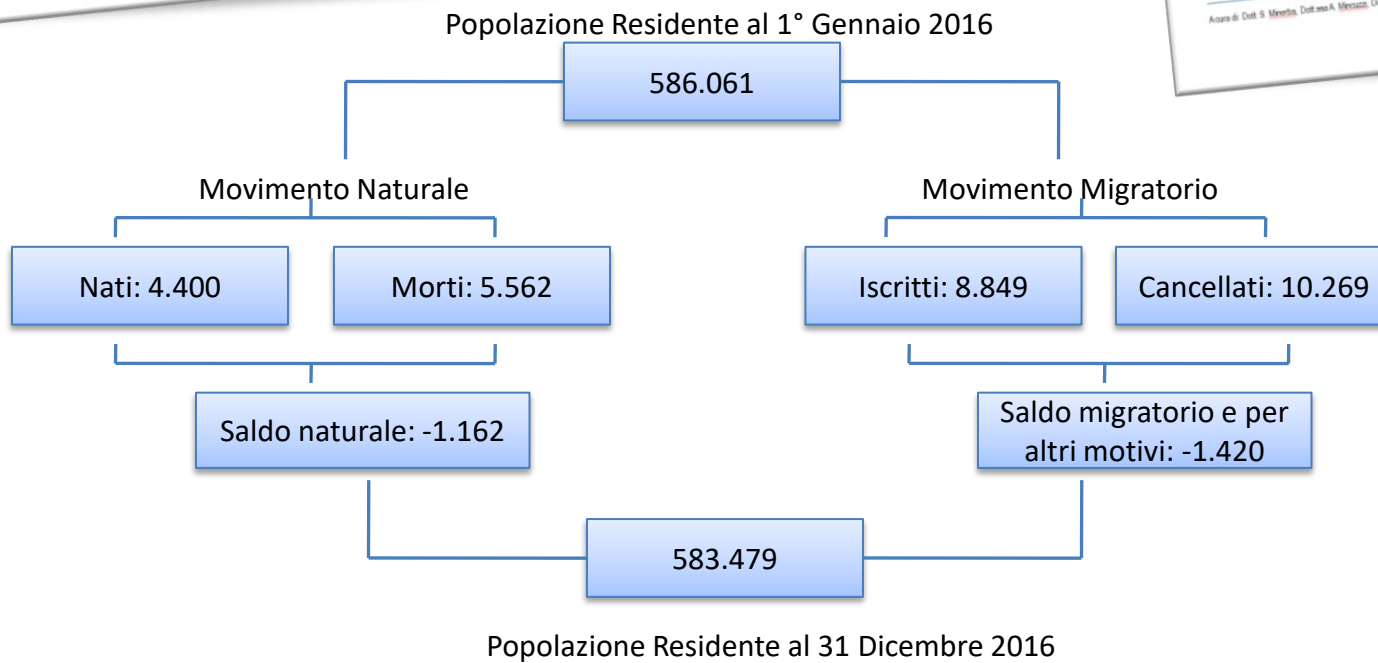 Popolazione Residente al 1° Gennaio 2016
586.061
Movimento Naturale
Movimento Migratorio
Nati: 4.400
Morti: 5.562
Iscritti: 8.849
Cancellati: 10.269
Saldo naturale: -1.162
Saldo migratorio e per
altri motivi: -1.420
583.479
Popolazione Residente al 31 Dicembre 2016